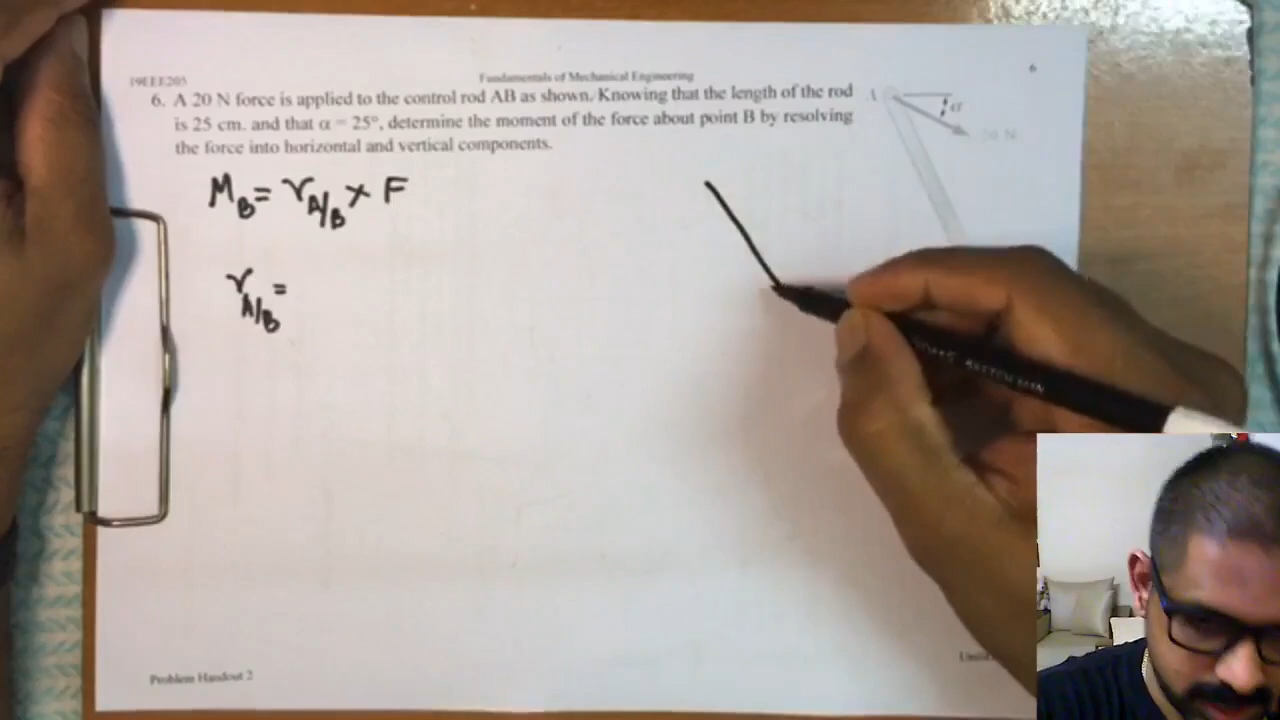 19EEE205
Fundamentals of Mechanical Engineering
6
6. A 20 N force is applied to the control rod AB as shown. Knowing that the length of the rod
is 25 cm. and that α = 25°, determine the moment of the force about point B by resolving
the force into horizontal and vertical components.
A
α
20 N
M_B = r_A/B × F
r_A/B =
Problem Handout 2